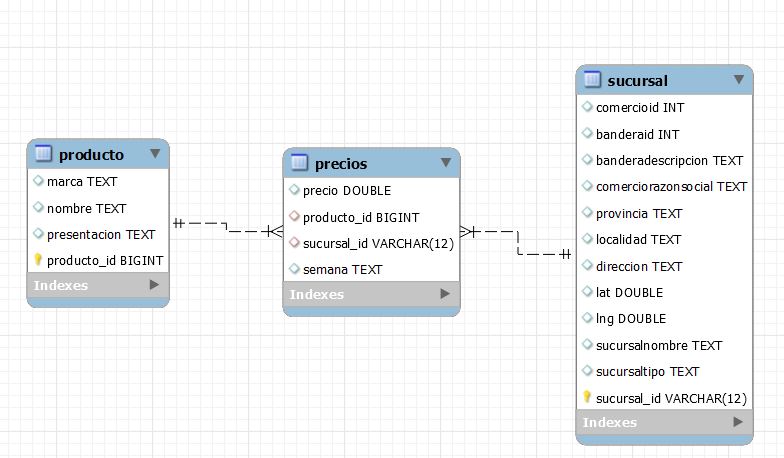 producto
marca TEXT
nombre TEXT
presentacion TEXT
producto_id BIGINT
Indexes
precios
precio DOUBLE
producto_id BIGINT
sucursal_id VARCHAR(12)
semana TEXT
Indexes
sucursal
comercioid INT
banderaid INT
banderadescripcion TEXT
comerciorazonsocial TEXT
provincia TEXT
localidad TEXT
direccion TEXT
lat DOUBLE
lng DOUBLE
sucursalnombre TEXT
sucursaltipo TEXT
sucursal_id VARCHAR(12)
Indexes